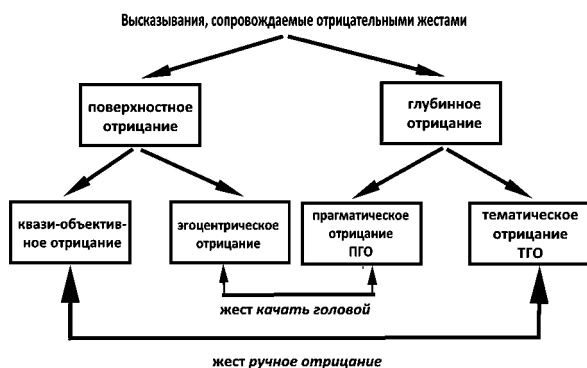 Высказывания, сопровождаемые отрицательными жестами
поверхностное
отрицание
глубинное
отрицание
квази-объектив-
ное отрицание
эгоцентрическое
отрицание
прагматическое
отрицание
ПГО
тематическое
отрицание
ТГО
жест качать головой
жест ручное отрицание